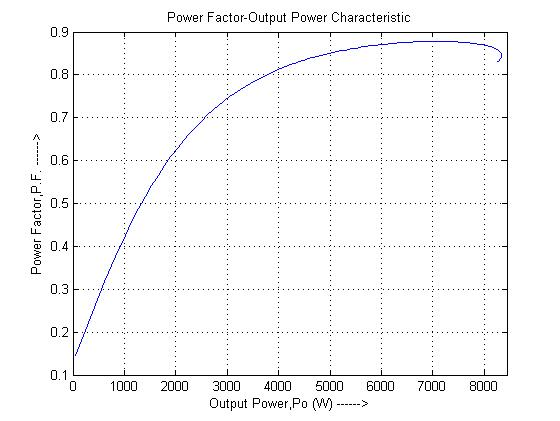 Power Factor-Output Power Characteristic
0.9
0.8
0.7
0.6
0.5
0.4
0.3
0.2
0.1
Power Factor,P.F. ------>
0 1000 2000 3000 4000 5000 6000 7000 8000
Output Power,Po (W) ------>